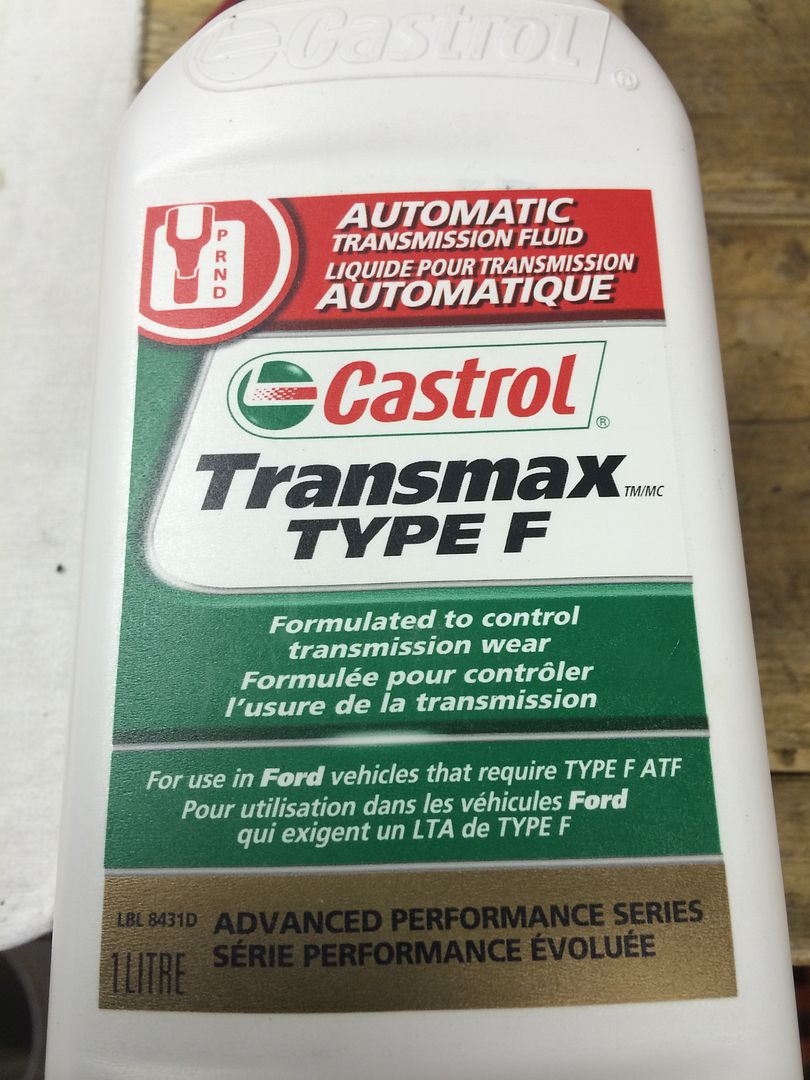 Castrol®
P
R
N
D
AUTOMATIC
TRANSMISSION FLUID
LIQUIDE POUR TRANSMISSION
AUTOMATIQUE
Castrol®
Transmax TM/MC
TYPE F
Formulated to control
transmission wear
Formulée pour contrôler
l'usure de la transmission
For use in Ford vehicles that require TYPE F ATF
Pour utilisation dans les véhicules Ford
qui exigent un LTA de TYPE F
LBL 8431D
ADVANCED PERFORMANCE SERIES
SÉRIE PERFORMANCE ÉVOLUÉE
1 LITRE